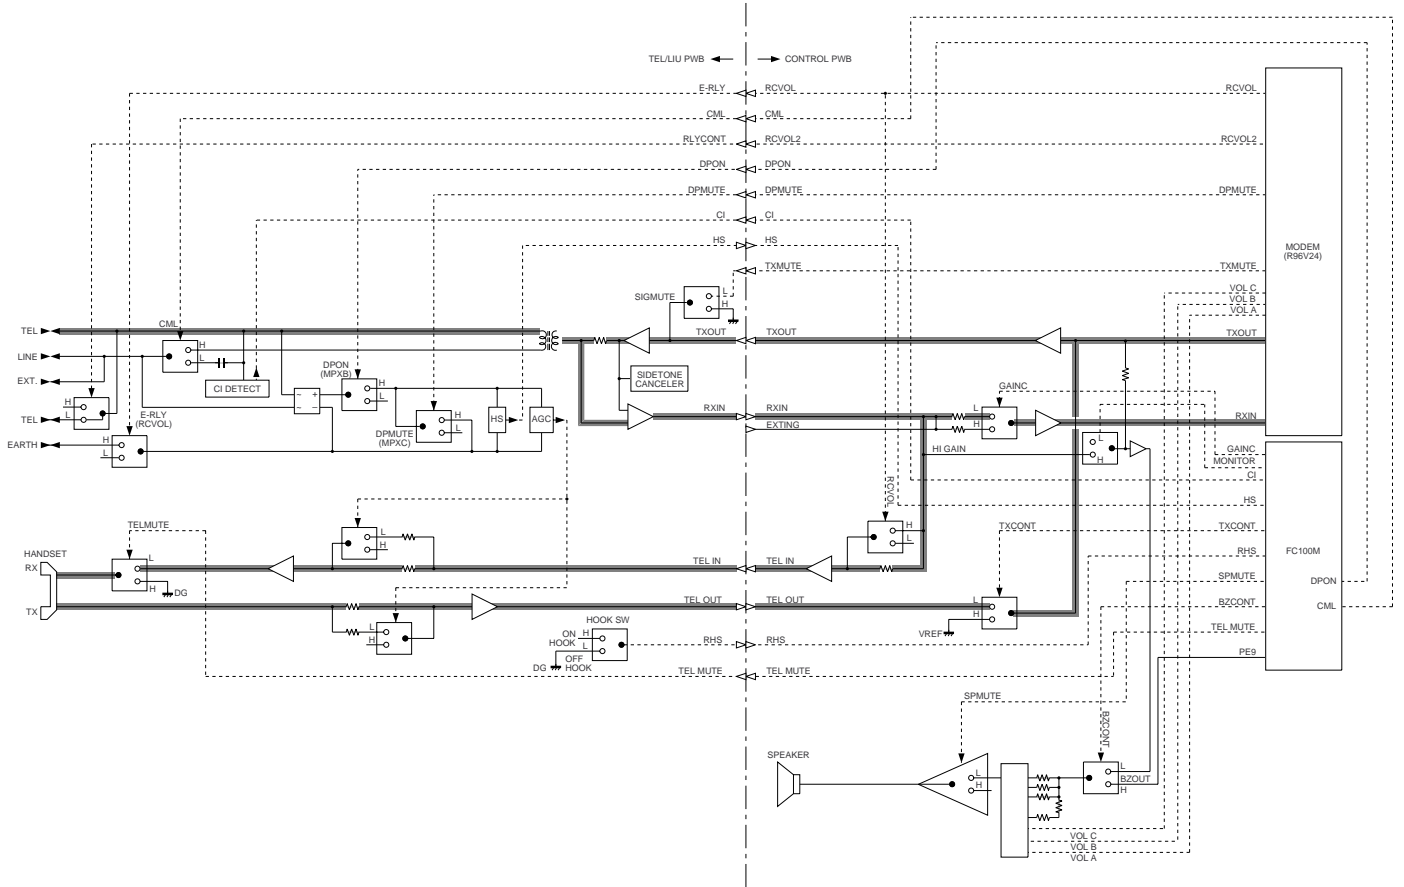 TEL/LIU PWB
CONTROL PWB
E-RLY
RCVOL
RCVOL
CML
CML
RLYCONT
RCVOL2
RCVOL2
DPON
DPON
DPMUTE
DPMUTE
DPMUTE
CI
CI
HS
HS
MODEM
(R96V24)
TXMUTE
TXMUTE
VOL C
VOL B
VOL A
SIGMUTE
L
H
TXOUT
TXOUT
TXOUT
TEL
CML
H
L
LINE
EXT.
CI DETECT
DPON
(MPXB)
H
L
SIDETONE
CANCELER
GAINC
H
L
TEL
E-RLY
(RCVOL)
~
+
~
−
DPMUTE
(MPXC)
H
L
HS
AGC
RXIN
RXIN
EXTING
L
H
RXIN
EARTH
H
L
HI GAIN
L
H
GAINC
MONITOR
CI
RCVOL
HS
TELMUTE
L
H
H
L
TXCONT
TXCONT
HANDSET
RX
L
H
DG
TEL IN
TEL IN
RHS
FC100M
SPMUTE
DPON
TX
TEL OUT
TEL OUT
L
H
BZCONT
CML
L
H
HOOK SW
VREF
TEL MUTE
ON
HOOK
H
L
OFF
HOOK
DG
RHS
RHS
PE9
TEL MUTE
TEL MUTE
SPMUTE
BZCONT
SPEAKER
L
H
L
BZOUT
H
VOL C
VOL B
VOL A